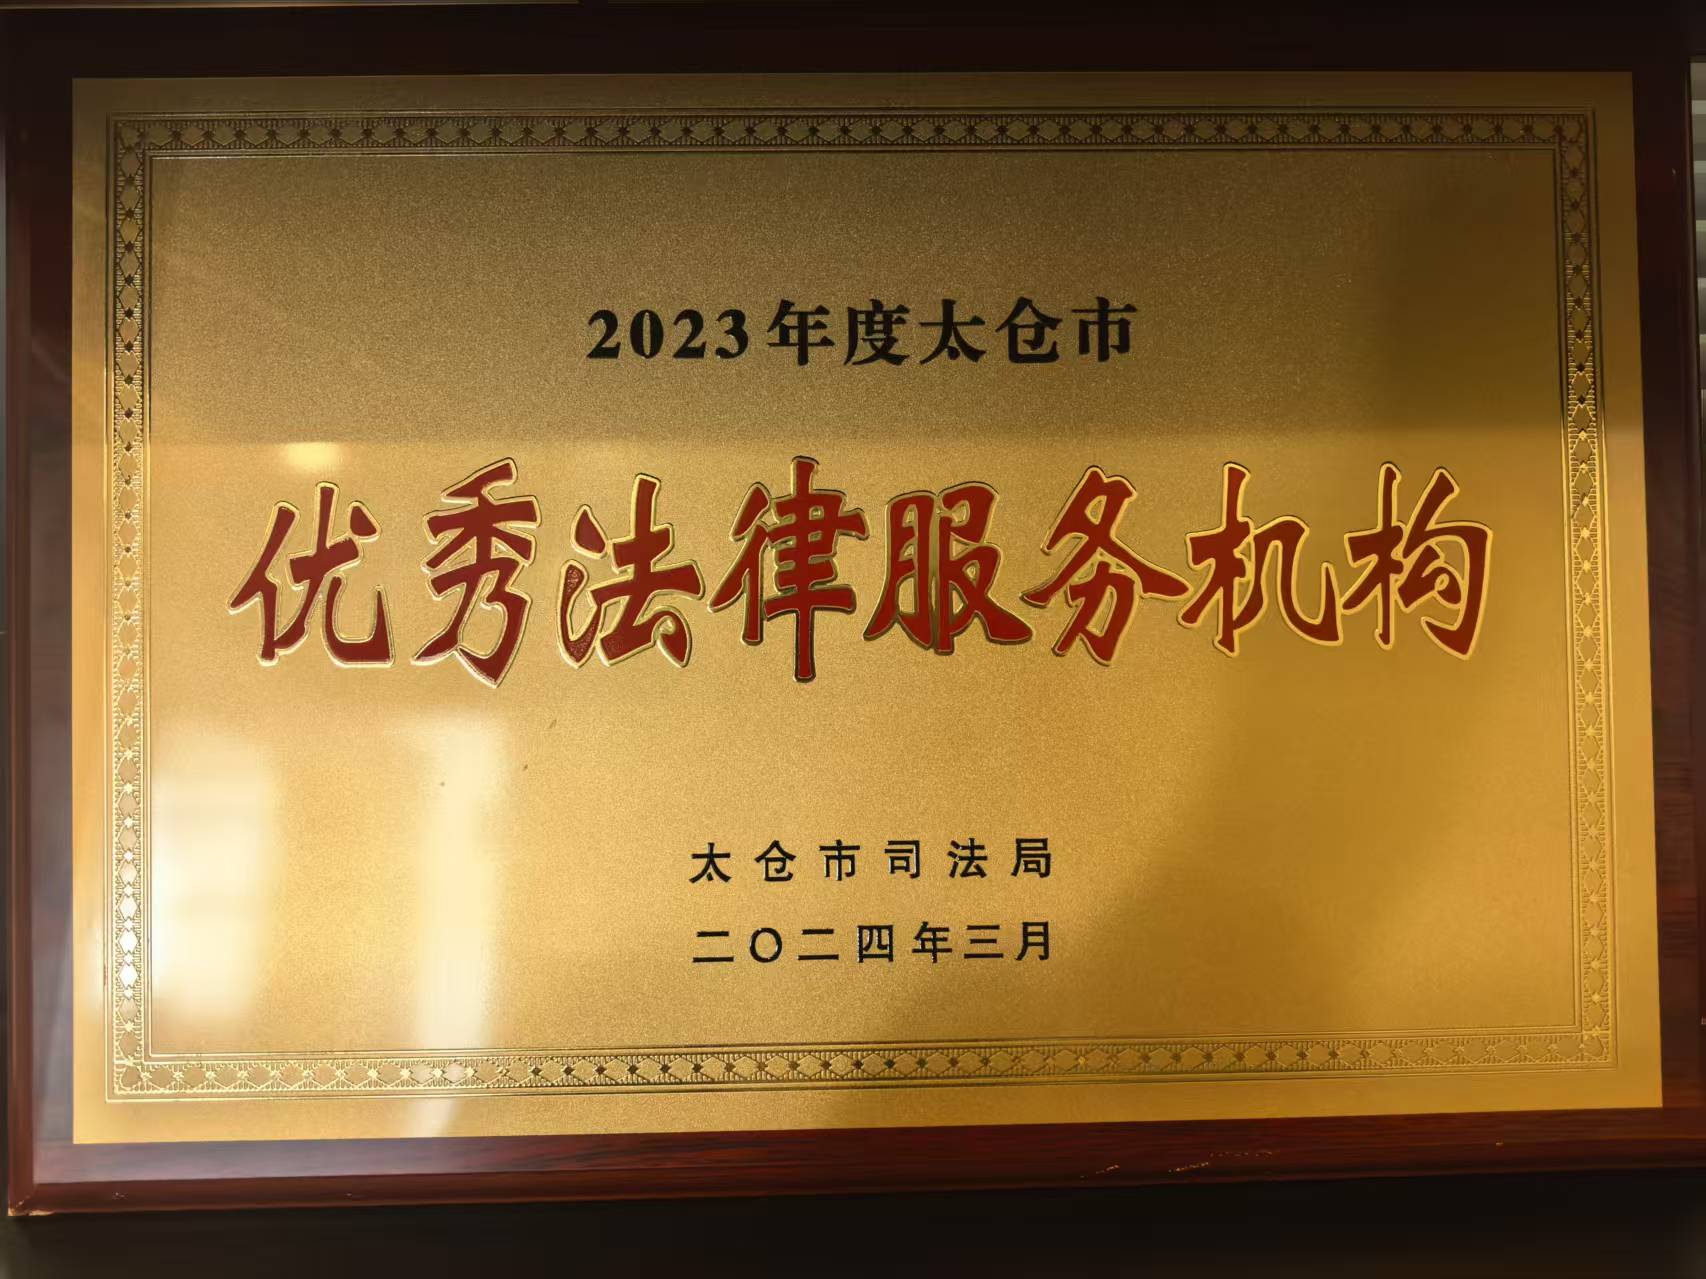 2023年度太仓市
优秀法律服务机构
太仓市司法局
二〇二四年三月